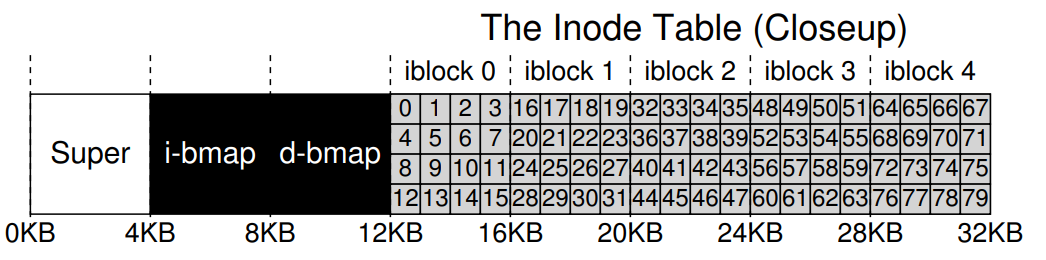 The Inode Table (Closeup)
iblock 0 iblock 1 iblock 2 iblock 3 iblock 4
0 1 2 3 16 17 18 19 32 33 34 35 48 49 50 51 64 65 66 67
4 5 6 7 20 21 22 23 36 37 38 39 52 53 54 55 68 69 70 71
Super i-bmap d-bmap
8 9 10 11 24 25 26 27 40 41 42 43 56 57 58 59 72 73 74 75
12 13 14 15 28 29 30 31 44 45 46 47 60 61 62 63 76 77 78 79
0KB 4KB 8KB 12KB 16KB 20KB 24KB 28KB 32KB